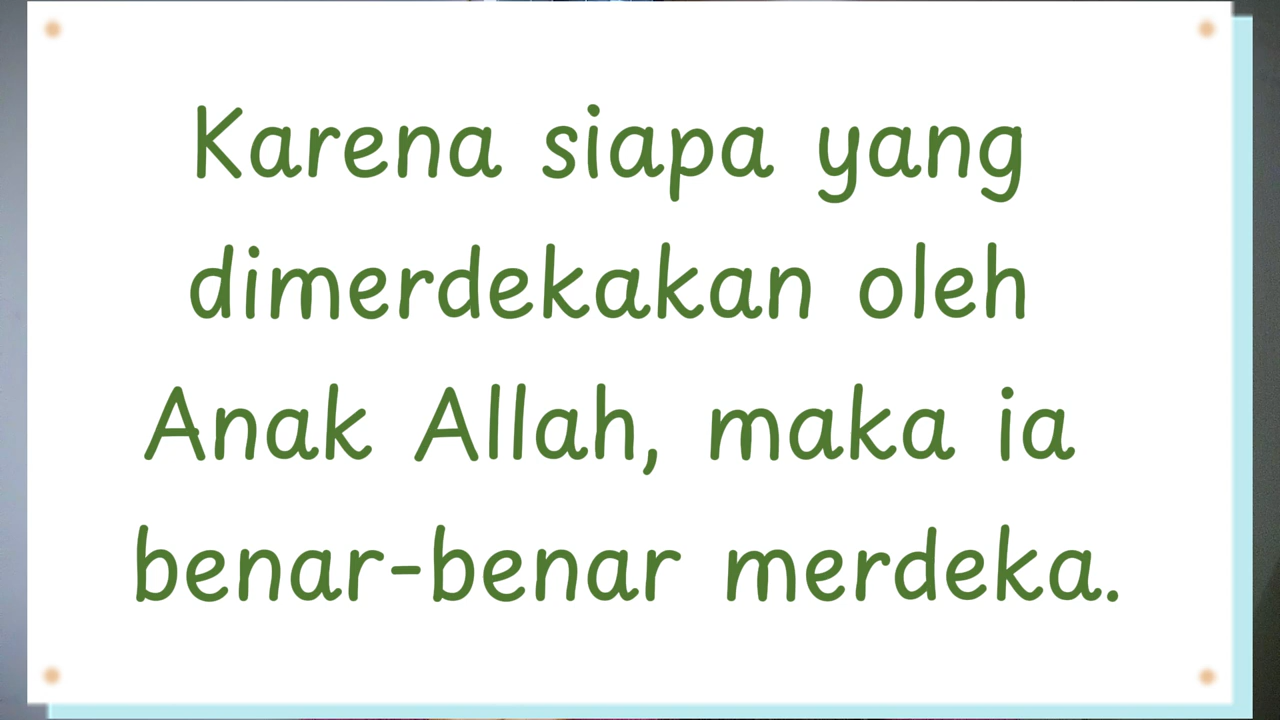 Karena siapa yang
dimerdekakan oleh
Anak Allah, maka ia
benar-benar merdeka.